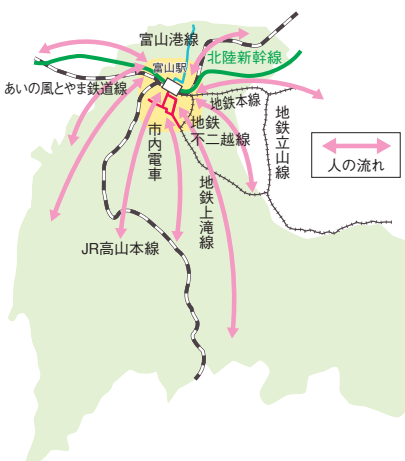 富山港線
北陸新幹線
富山駅
あいの風とやま鉄道線
地鉄本線
地鉄
不二越線
市内電車
地鉄立山線
人の流れ
地鉄上滝線
JR高山本線